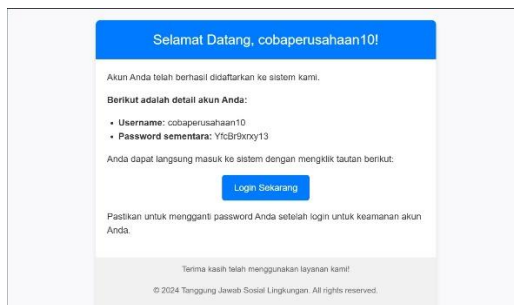 Selamat Datang, cobaperusahaan10!
Akun Anda telah berhasil didaftarkan ke sistem kami.
Berikut adalah detail akun Anda:
• Username: cobaperusahaan10
• Password sementara: YfcBr9xrxy13
Anda dapat langsung masuk ke sistem dengan mengklik tautan berikut:
Login Sekarang
Pastikan untuk mengganti password Anda setelah login untuk keamanan akun
Anda.
Terima kasih telah menggunakan layanan kami!
© 2024 Tanggung Jawab Sosial Lingkungan. All rights reserved.